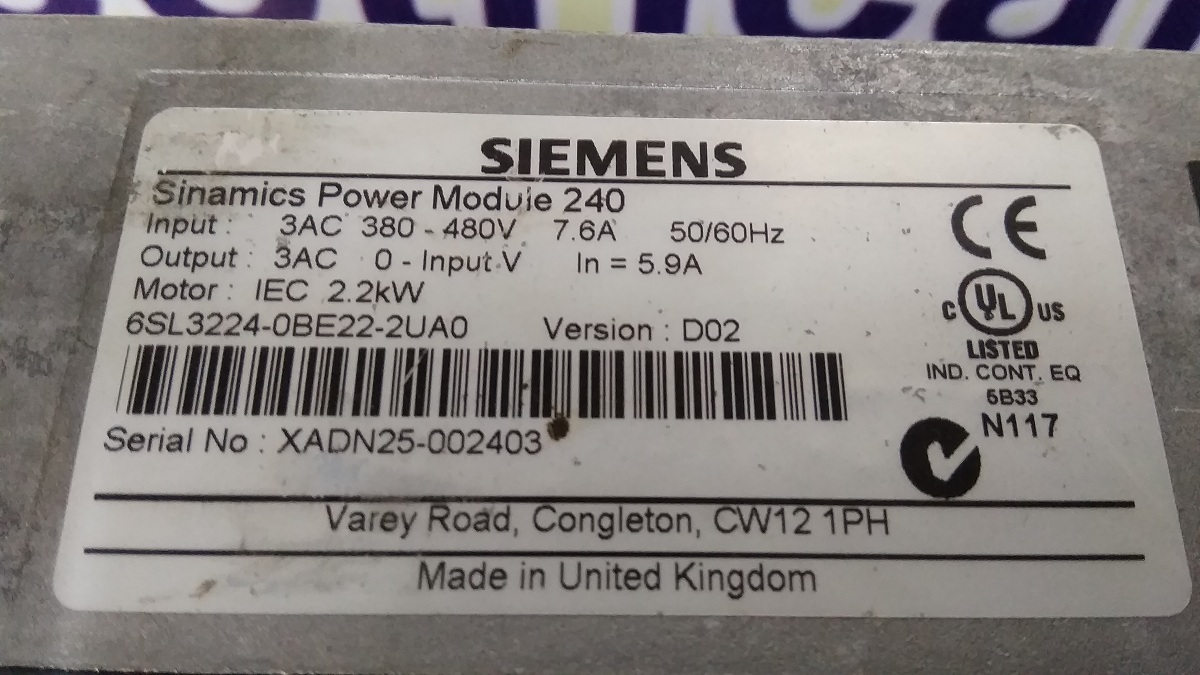 SIEMENS
Sinamics Power Module 240
Input : 3AC 380 - 480V 7.6A 50/60Hz
Output : 3AC 0 - Input V In = 5.9A
Motor : IEC 2.2kW
6SL3224-0BE22-2UA0 Version : D02
Serial No : XADN25-002403
CE
C UL US
LISTED
IND. CONT. EQ
5B33
N117
Varey Road, Congleton, CW12 1PH
Made in United Kingdom